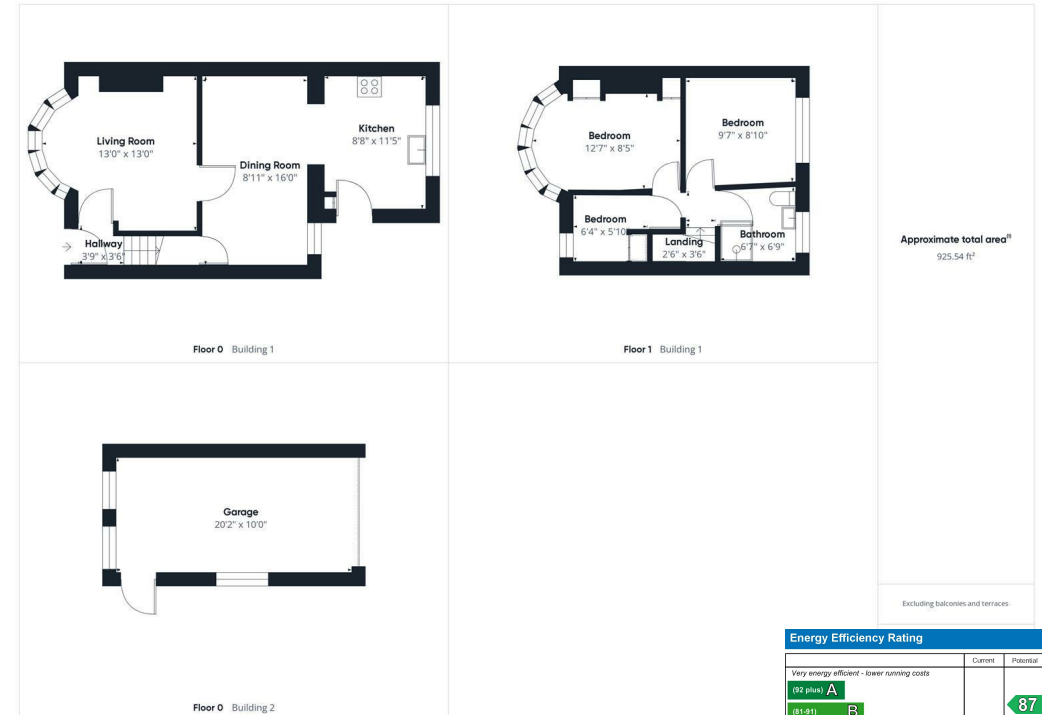 Living Room
13'0" x 13'0"
Dining Room
8'11" x 16'0"
Kitchen
8'8" x 11'5"
Hallway
3'9" x 3'6"
Floor 0 Building 1
Bedroom
12'7" x 8'5"
Bedroom
9'7" x 8'10"
Bedroom
6'4" x 5'10
Landing
2'6" x 3'6"
Bathroom
6'7" x 6'9"
Floor 1 Building 1
Approximate total area⁽¹⁾
925.54 ft²
Garage
20'2" x 10'0"
Floor 0 Building 2
Excluding balconies and terraces
Energy Efficiency Rating
Current Potential
Very energy efficient - lower running costs
(92 plus) A
(81-91) B
87